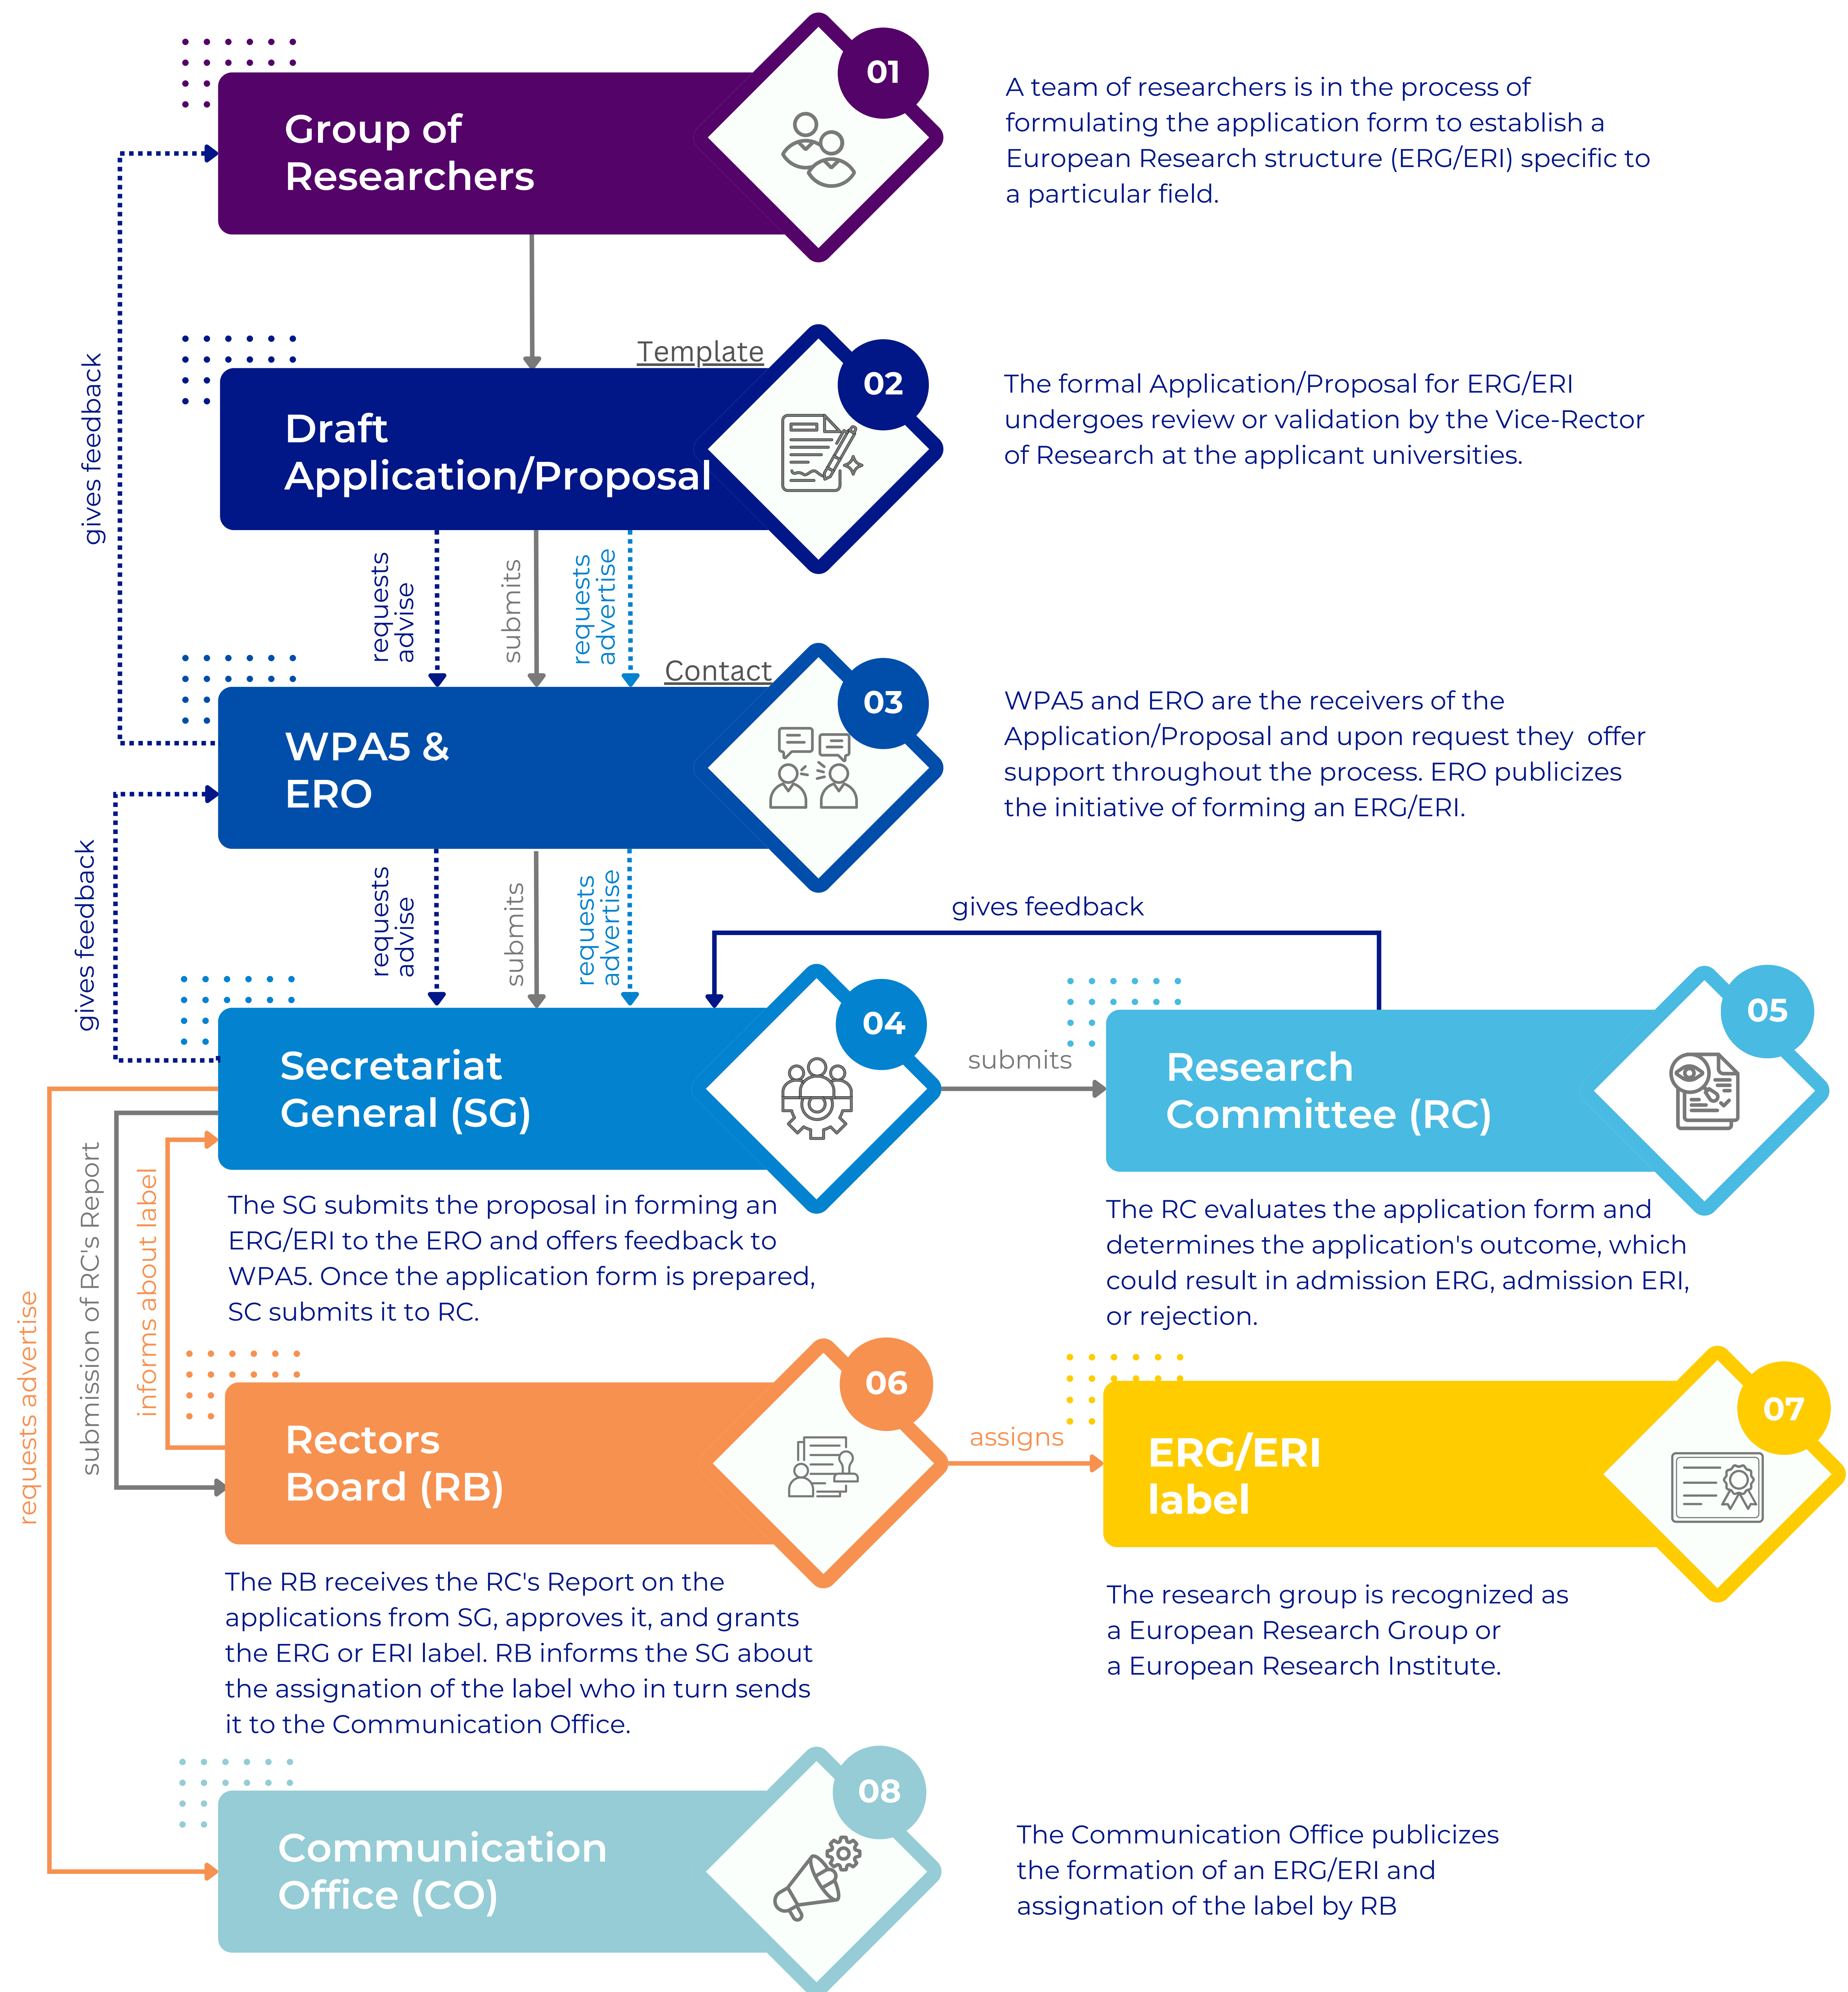 01
Group of
Researchers
A team of researchers is in the process of
formulating the application form to establish a
European Research structure (ERG/ERI) specific to
a particular field.
gives feedback
Template
02
Draft
Application/Proposal
The formal Application/Proposal for ERG/ERI
undergoes review or validation by the Vice-Rector
of Research at the applicant universities.
requests
advise
submits
requests
advertise
Contact
03
WPA5 &
ERO
WPA5 and ERO are the receivers of the
Application/Proposal and upon request they  offer
support throughout the process. ERO publicizes
the initiative of forming an ERG/ERI.
gives feedback
requests
advise
submits
requests
advertise
gives feedback
04
Secretariat
General (SG)
submits
05
Research
Committee (RC)
The SG submits the proposal in forming an
ERG/ERI to the ERO and offers feedback to
WPA5. Once the application form is prepared,
SC submits it to RC.
The RC evaluates the application form and
determines the application's outcome, which
could result in admission ERG, admission ERI,
or rejection.
requests advertise
submission of RC's Report
informs about label
06
Rectors
Board (RB)
assigns
07
ERG/ERI
label
The RB receives the RC's Report on the
applications from SG, approves it, and grants
the ERG or ERI label. RB informs the SG about
the assignation of the label who in turn sends
it to the Communication Office.
The research group is recognized as
a European Research Group or
a European Research Institute.
08
Communication
Office (CO)
The Communication Office publicizes
the formation of an ERG/ERI and
assignation of the label by RB